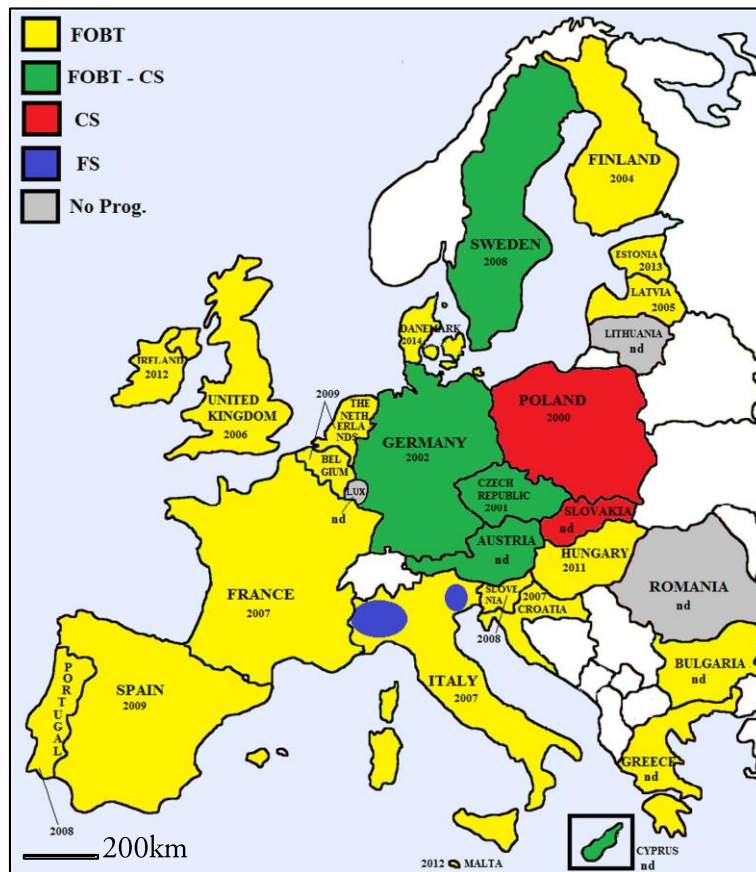 FOBT
FOBT - CS
CS
FS
No Prog.
FINLAND
2004
SWEDEN
2008
ESTONIA
2013
LATVIA
2005
LITHUANIA
nd
DANEMARK
2014
IRELAND
2012
UNITED
KINGDOM
2006
2009
THE
NETH
ERLA
NDS
BEL
GIUM
LUX
nd
GERMANY
2002
POLAND
2000
CZECH
REPUBLIC
2001
SLOVAKIA
nd
AUSTRIA
nd
HUNGARY
2011
ROMANIA
nd
FRANCE
2007
SLOVE
NIA
2008
2007
CROATIA
BULGARIA
nd
ITALY
2007
SPAIN
2009
PORTUGAL
2008
GREECE
nd
200km
2012 MALTA
CYPRUS
nd